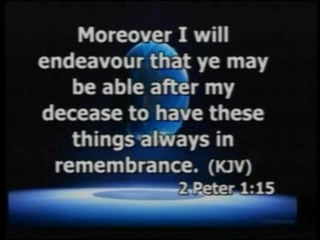 Moreover I will
endeavour that ye may
be able after my
decease to have these
things always in
remembrance. (KJV)
2 Peter 1:15